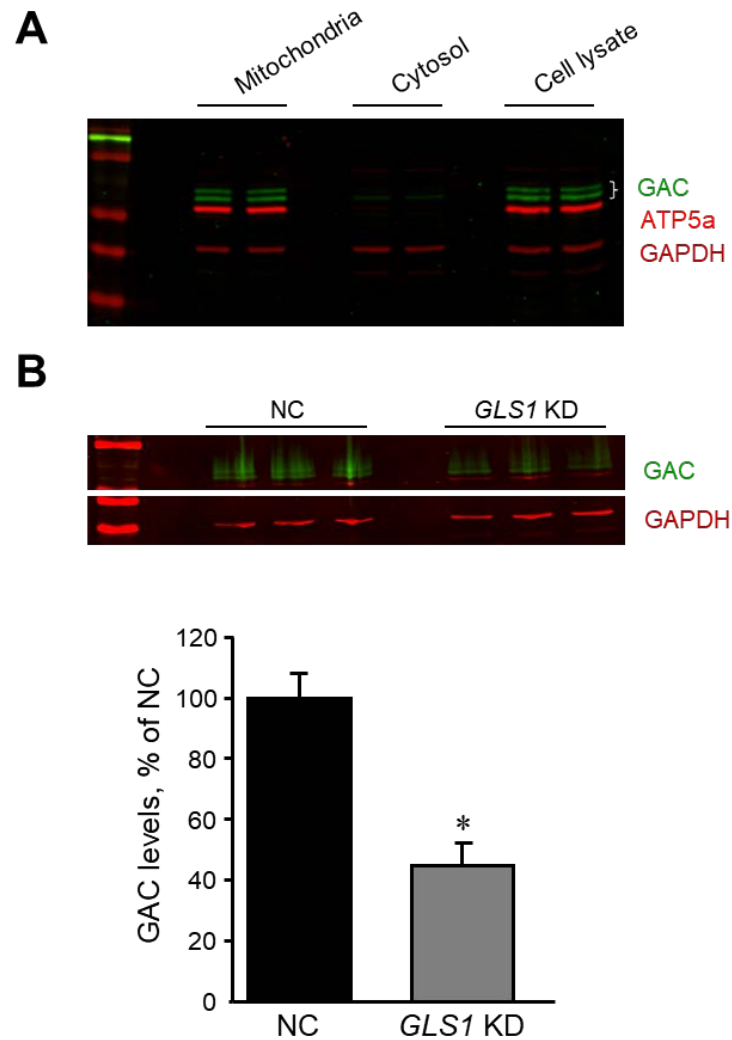 A
Mitochondria
Cytosol
Cell lysate
GAC
ATP5a
GAPDH
B
NC
GLS1 KD
GAC
GAPDH
GAC levels, % of NC
120
100
80
60
40
20
0
*
NC
GLS1 KD